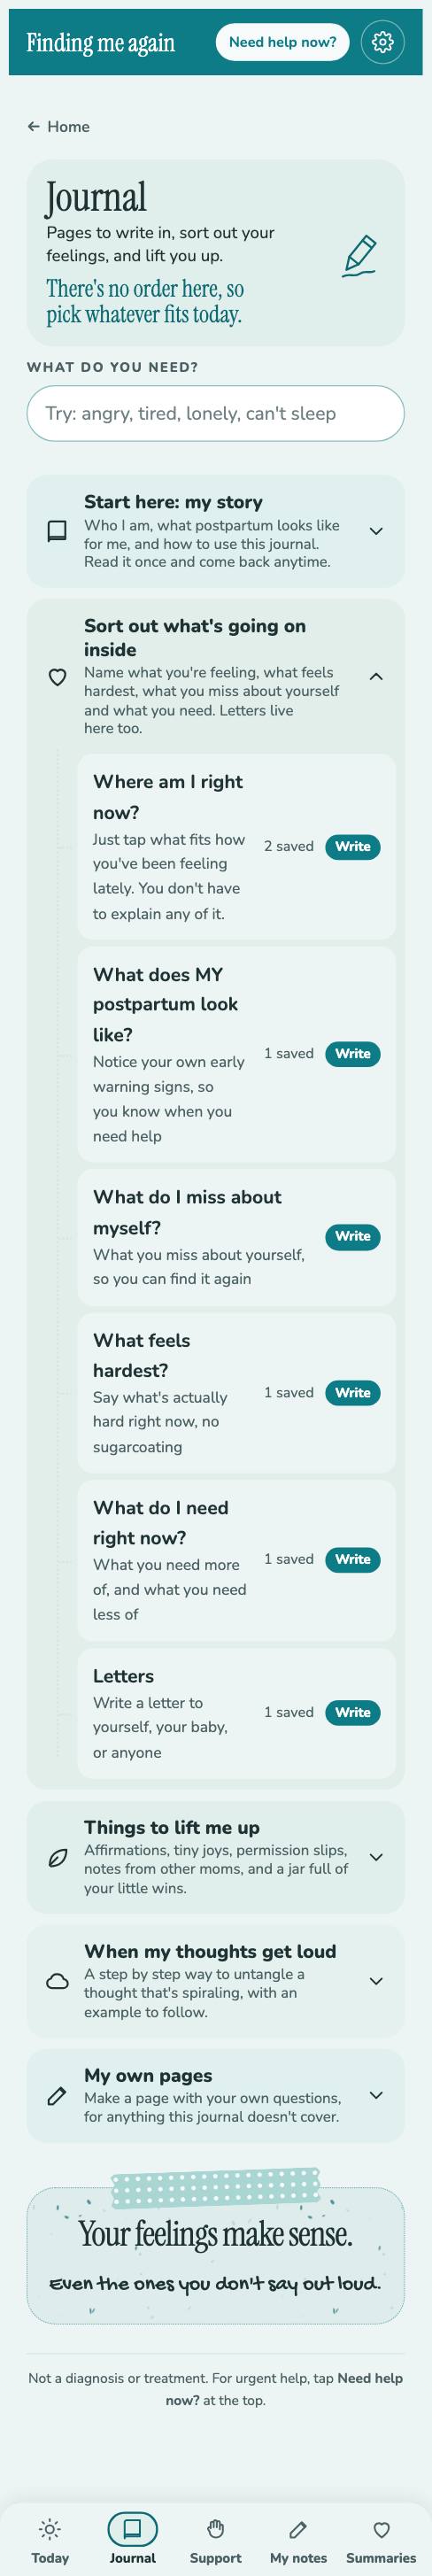 Finding me again
Need help now?
← Home
Journal
Pages to write in, sort out your
feelings, and lift you up.
There's no order here, so
pick whatever fits today.
WHAT DO YOU NEED?
Try: angry, tired, lonely, can't sleep
Start here: my story
Who I am, what postpartum looks like
for me, and how to use this journal.
Read it once and come back anytime.
Sort out what's going on
inside
Name what you're feeling, what feels
hardest, what you miss about yourself
and what you need. Letters live
here too.
Where am I right
now?
Just tap what fits how
you've been feeling
lately. You don't have
to explain any of it.
2 saved
Write
What does MY
postpartum look
like?
Notice your own early
warning signs, so
you know when you
need help
1 saved
Write
What do I miss about
myself?
What you miss about yourself,
so you can find it again
Write
What feels
hardest?
Say what's actually
hard right now, no
sugarcoating
1 saved
Write
What do I need
right now?
What you need more
of, and what you need
less of
1 saved
Write
Letters
Write a letter to
yourself, your baby,
or anyone
1 saved
Write
Things to lift me up
Affirmations, tiny joys, permission slips,
notes from other moms, and a jar full of
your little wins.
When my thoughts get loud
A step by step way to untangle a
thought that's spiraling, with an
example to follow.
My own pages
Make a page with your own questions,
for anything this journal doesn't cover.
Your feelings make sense.
Even the ones you don't say out loud.
Not a diagnosis or treatment. For urgent help, tap Need help
now? at the top.
Today
Journal
Support
My notes
Summaries